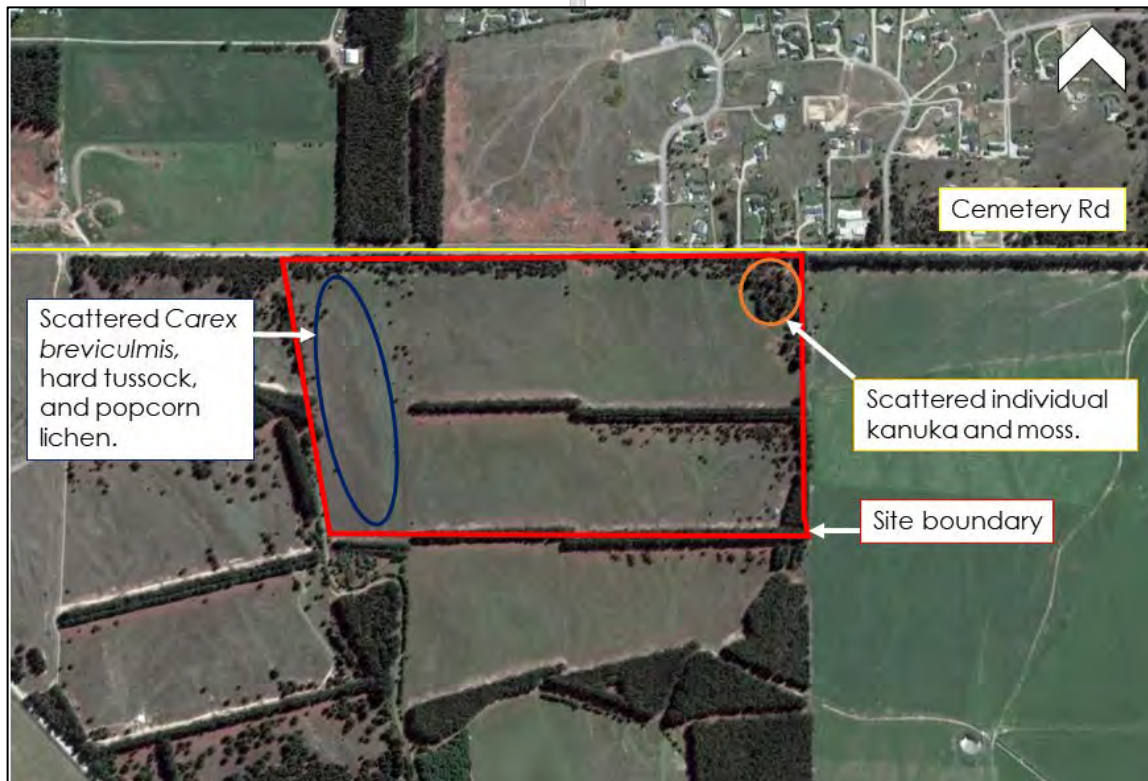 Cemetery Rd
Scattered Carex
breviculmis,
hard tussock,
and popcorn
lichen.
Scattered individual
kanuka and moss.
Site boundary